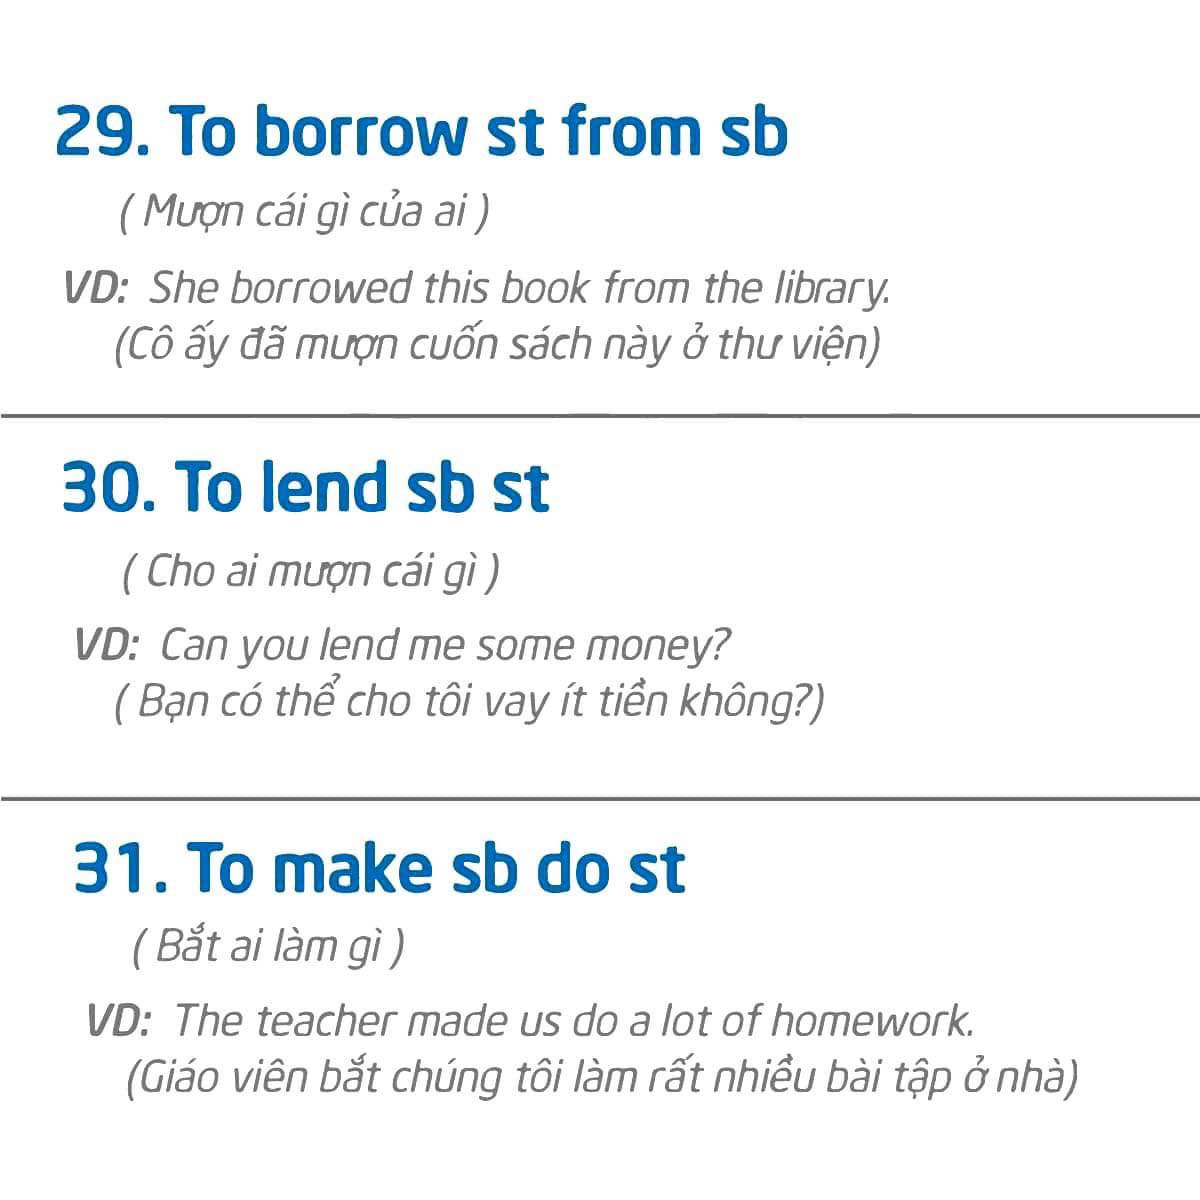 29. To borrow st from sb
( Mượn cái gì của ai )
VD: She borrowed this book from the library.
(Cô ấy đã mượn cuốn sách này ở thư viện)
30. To lend sb st
( Cho ai mượn cái gì )
VD: Can you lend me some money?
( Bạn có thể cho tôi vay ít tiền không?)
31. To make sb do st
( Bắt ai làm gì )
VD: The teacher made us do a lot of homework.
(Giáo viên bắt chúng tôi làm rất nhiều bài tập ở nhà)